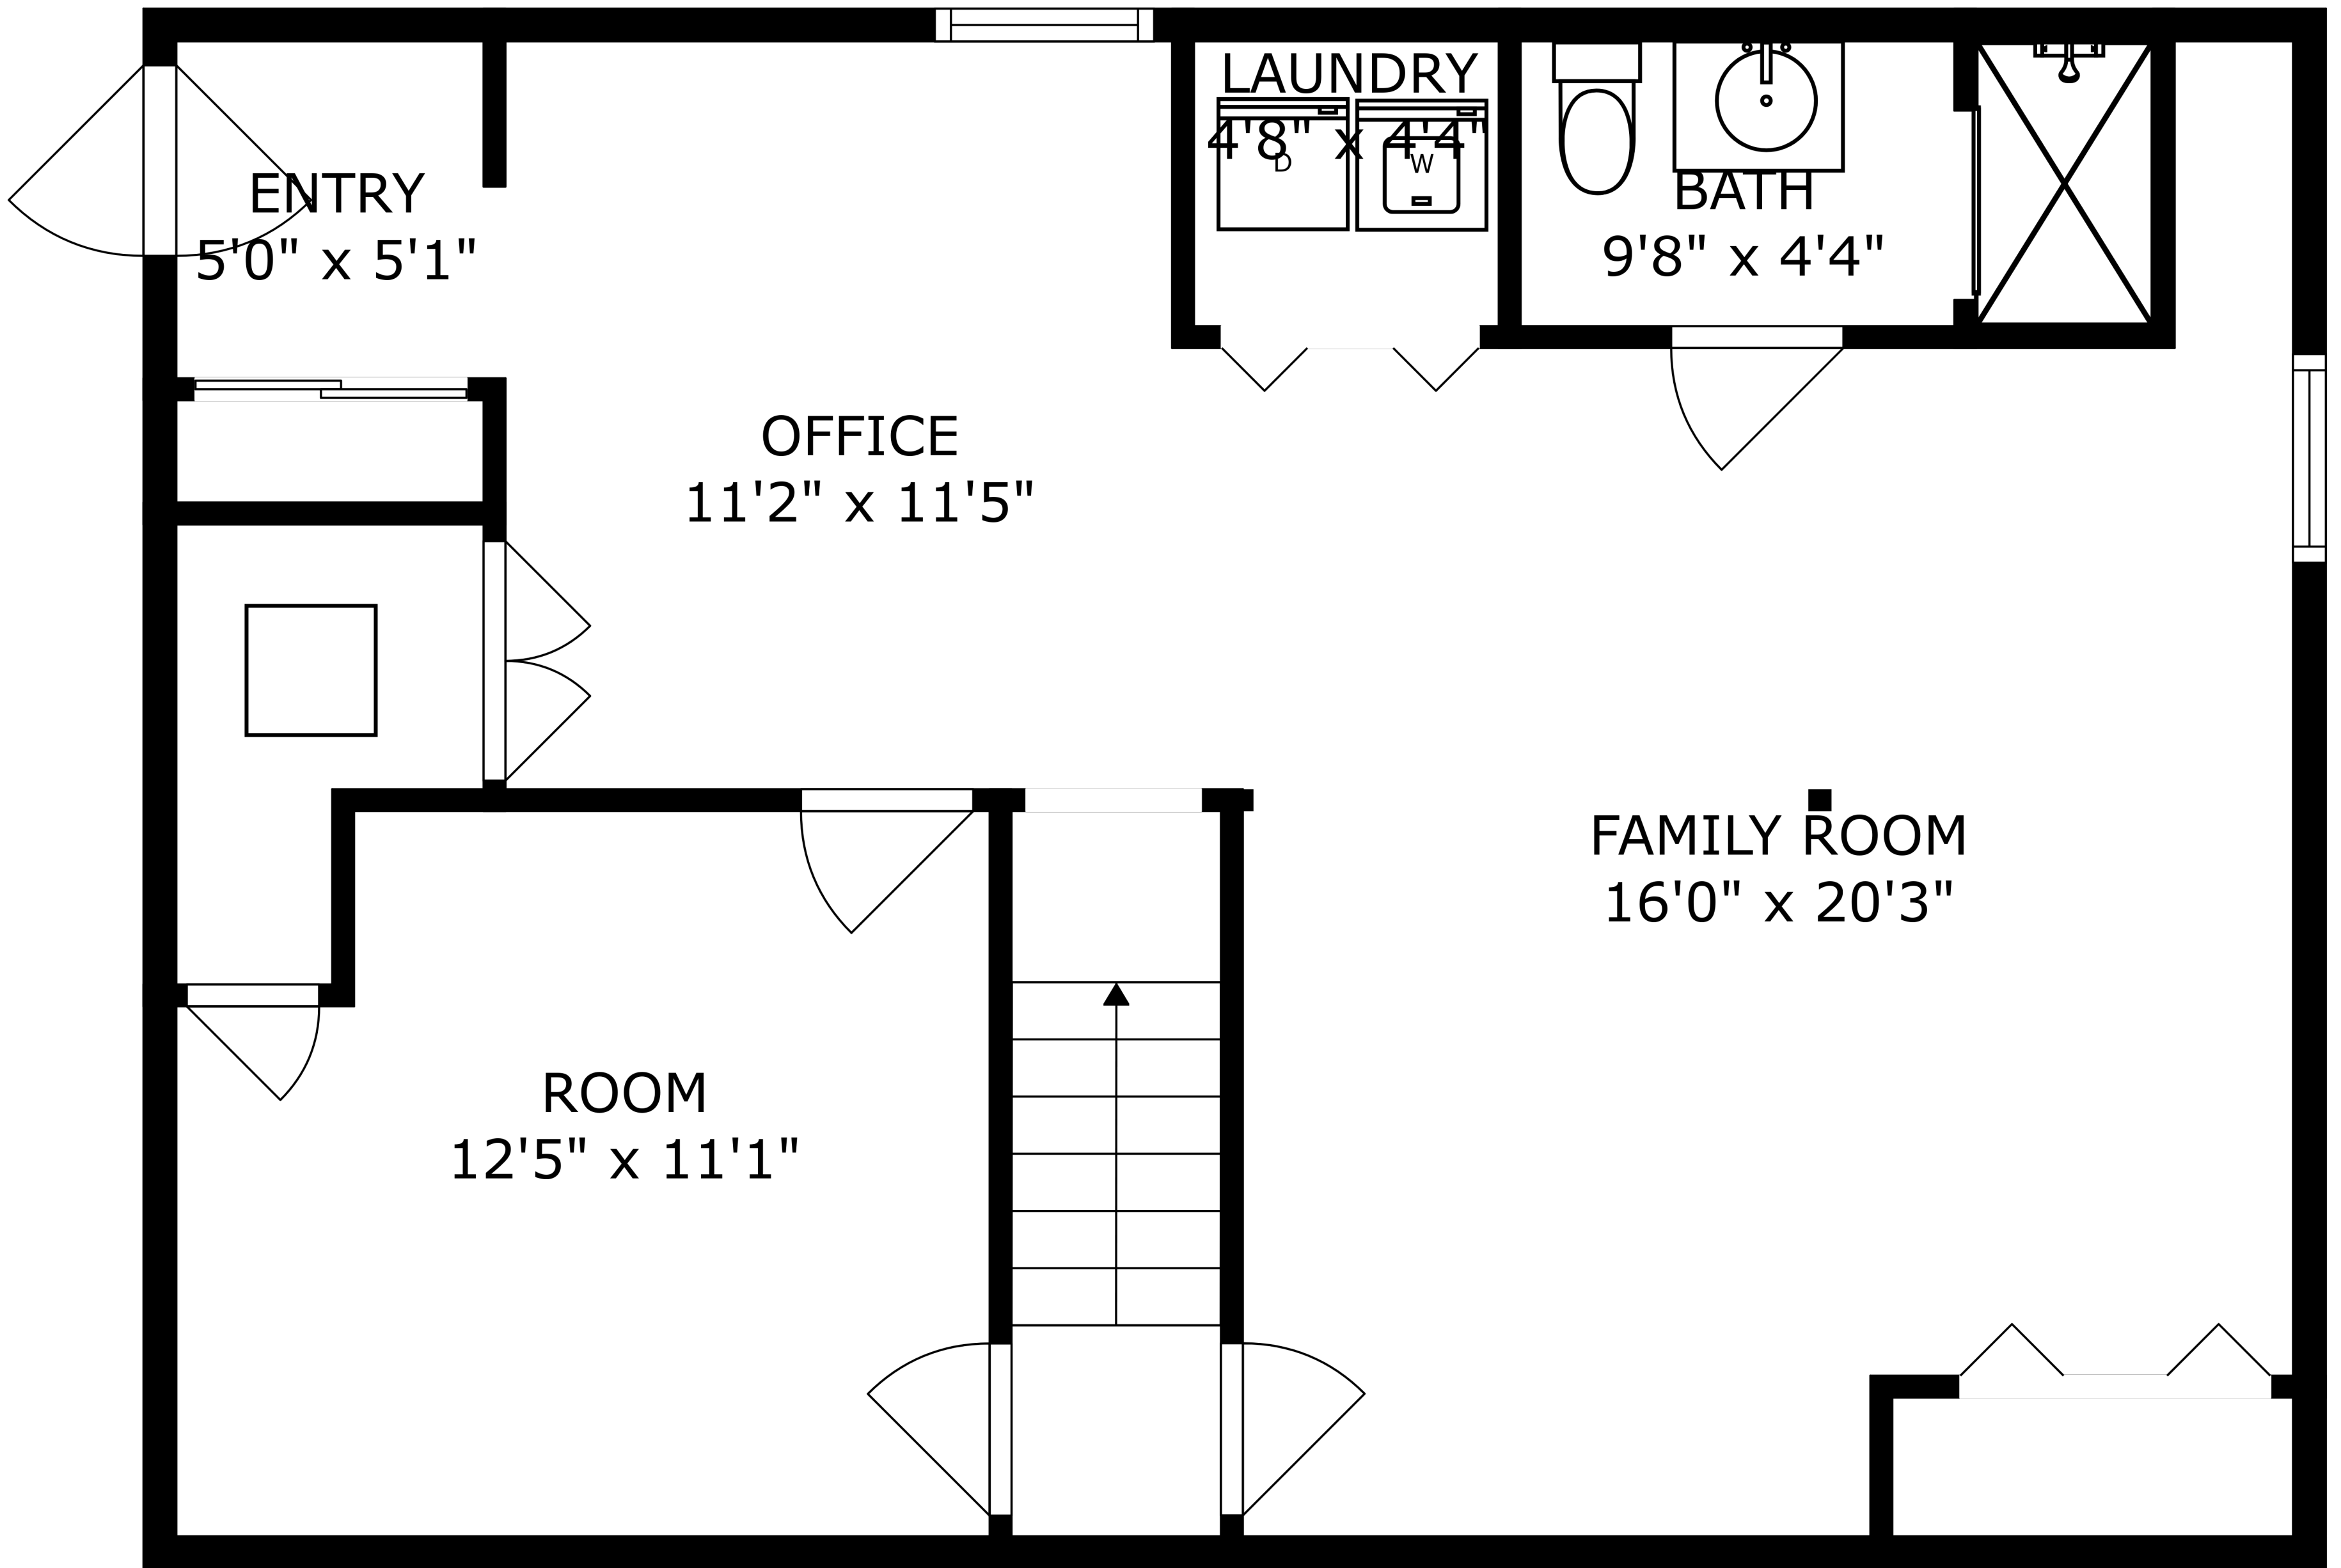 LAUNDRY
4'8" x 4'4"
D
W
ENTRY
5'0" x 5'1"
BATH
9'8" x 4'4"
OFFICE
11'2" x 11'5"
FAMILY ROOM
16'0" x 20'3"
ROOM
12'5" x 11'1"